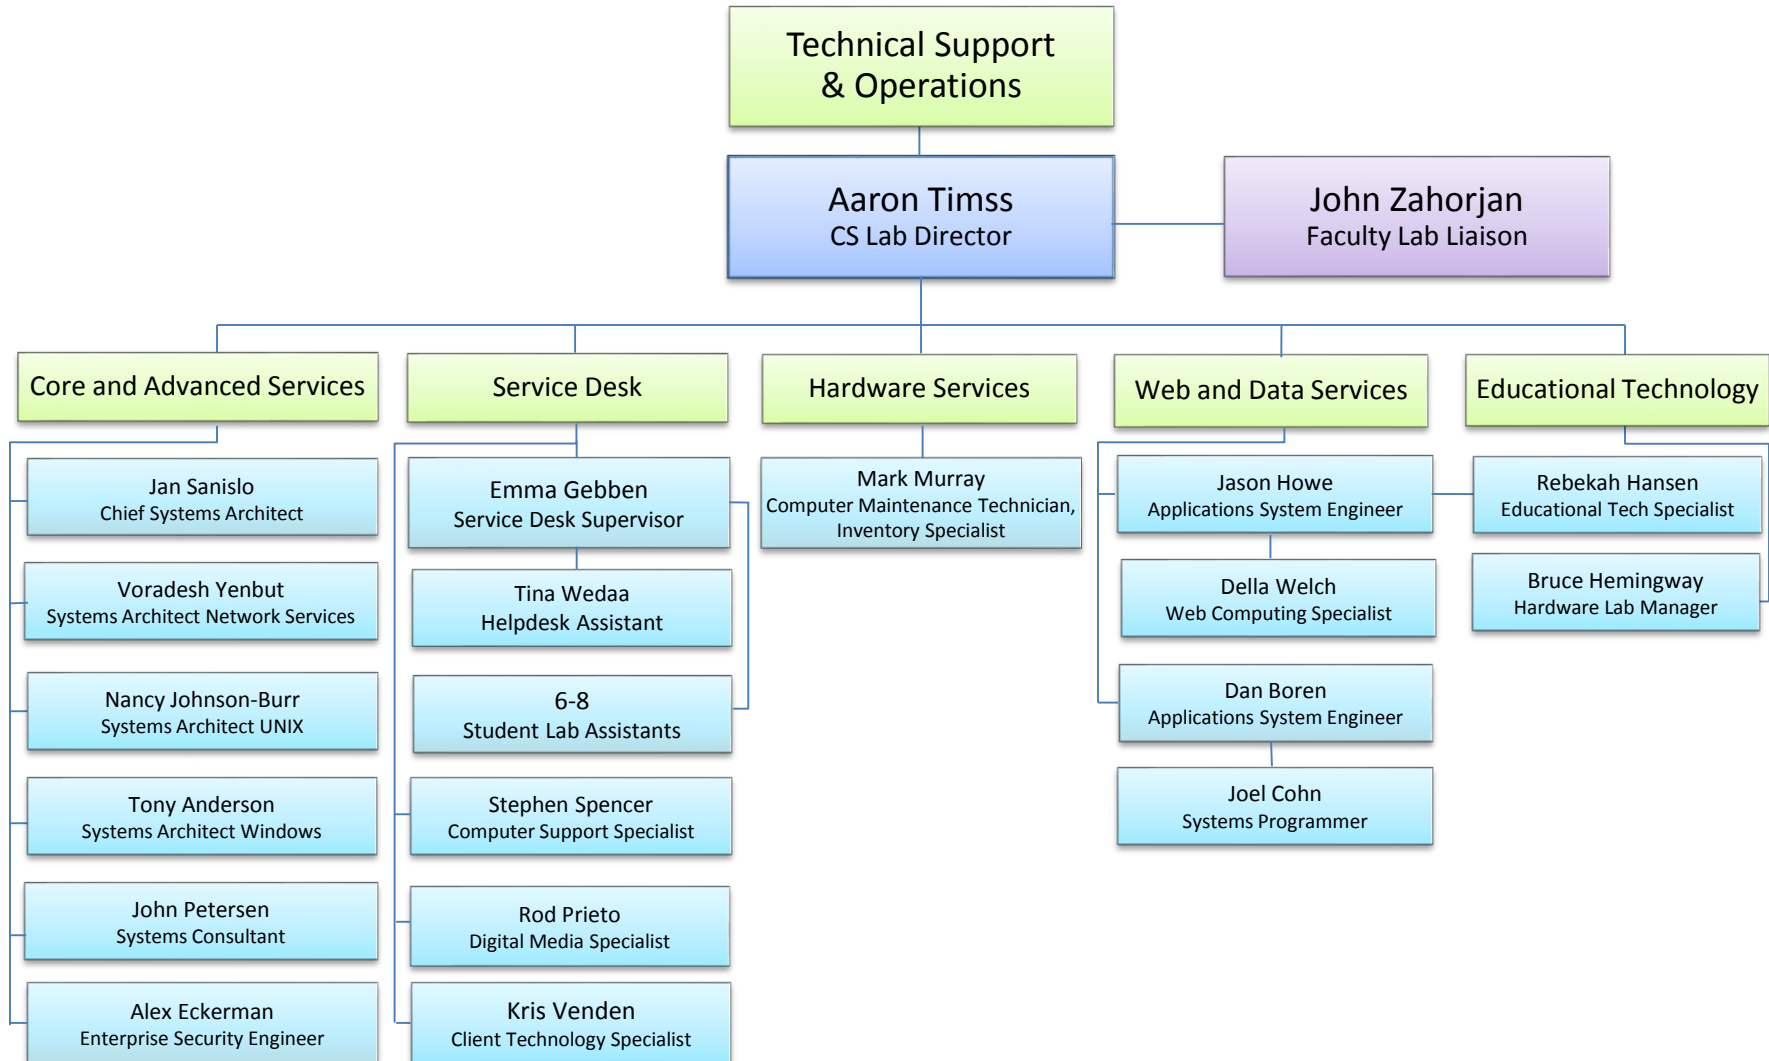 Technical Support
& Operations
Aaron Timss
CS Lab Director
John Zahorjan
Faculty Lab Liaison
Core and Advanced Services
Service Desk
Hardware Services
Web and Data Services
Educational Technology
Jan Sanislo
Chief Systems Architect
Voradesh Yenbut
Systems Architect Network Services
Nancy Johnson-Burr
Systems Architect UNIX
Tony Anderson
Systems Architect Windows
John Petersen
Systems Consultant
Alex Eckerman
Enterprise Security Engineer
Emma Gebben
Service Desk Supervisor
Tina Wedaa
Helpdesk Assistant
6-8
Student Lab Assistants
Stephen Spencer
Computer Support Specialist
Rod Prieto
Digital Media Specialist
Kris Venden
Client Technology Specialist
Mark Murray
Computer Maintenance Technician,
Inventory Specialist
Jason Howe
Applications System Engineer
Della Welch
Web Computing Specialist
Dan Boren
Applications System Engineer
Joel Cohn
Systems Programmer
Rebekah Hansen
Educational Tech Specialist
Bruce Hemingway
Hardware Lab Manager